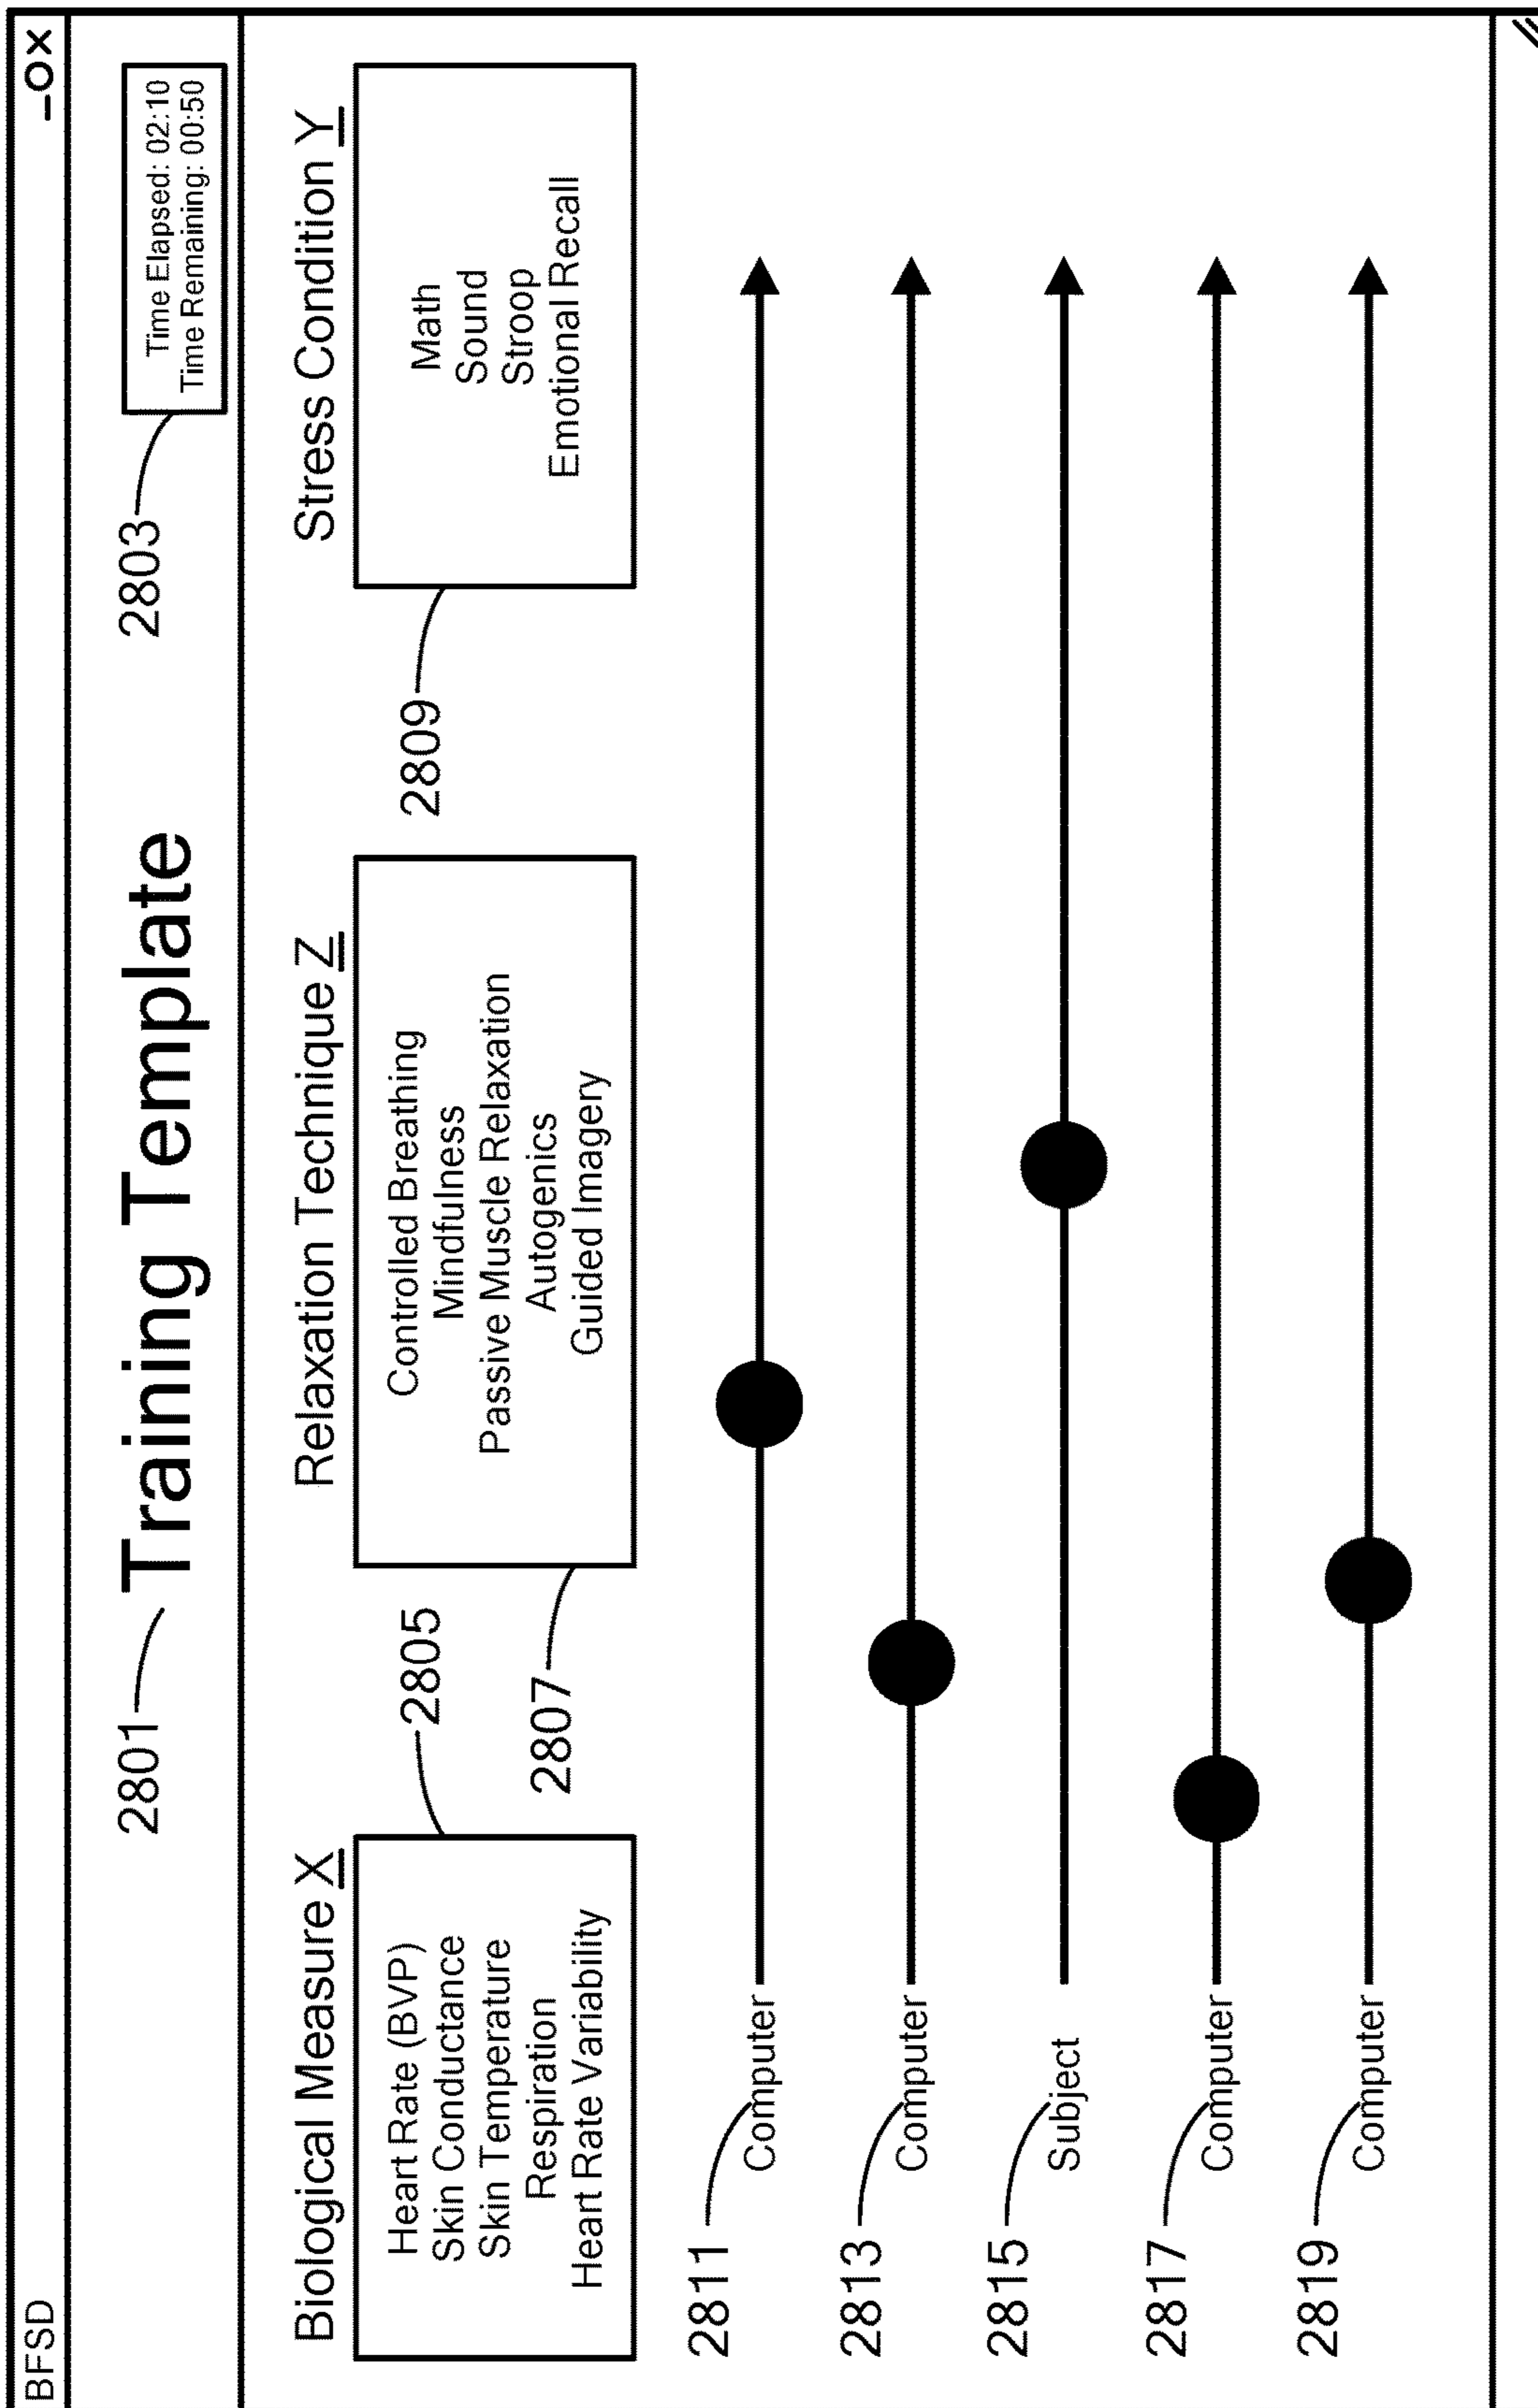 BFSD
_OX
2801
Training Template
2803
Time Elapsed: 02:10
Time Remaining: 00:50
Biological Measure X
Heart Rate (BVP)
Skin Conductance
Skin Temperature
Respiration
Heart Rate Variability
2805
Relaxation Technique Z
Controlled Breathing
Mindfulness
Passive Muscle Relaxation
Autogenics
Guided Imagery
2807
Stress Condition Y
Math
Sound
Stroop
Emotional Recall
2809
2811
Computer
2813
Computer
2815
Subject
2817
Computer
2819
Computer